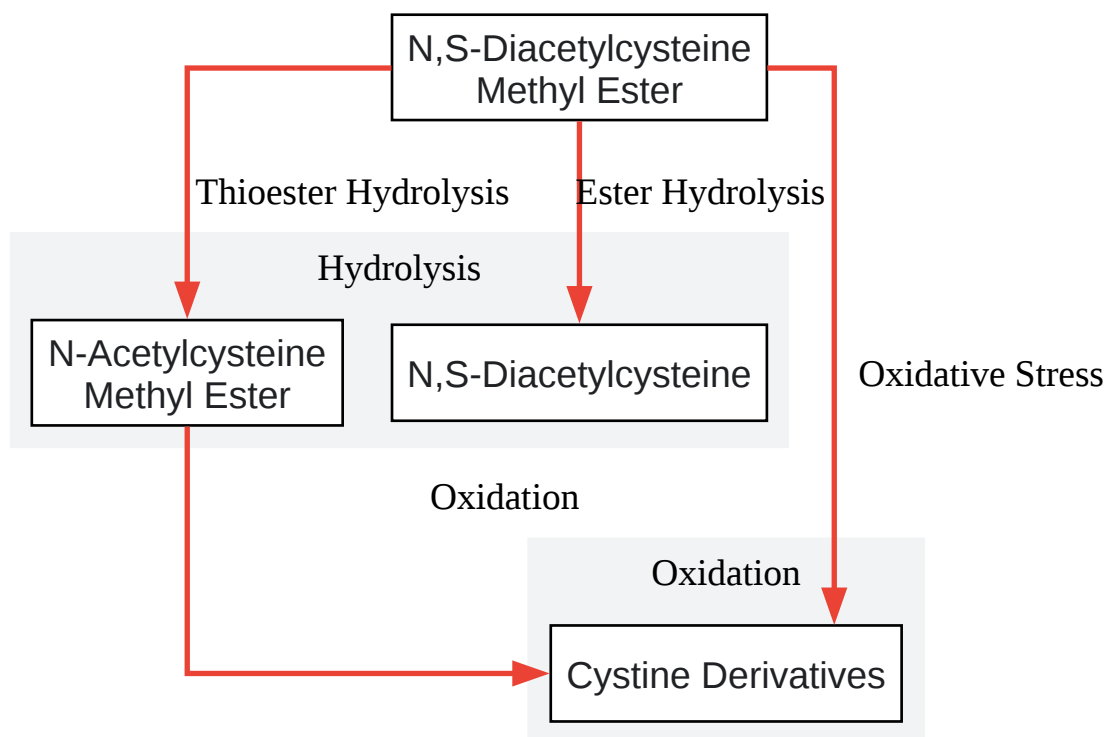 N,S-Diacetylcysteine
Methyl Ester
Thioester Hydrolysis
Ester Hydrolysis
Hydrolysis
N-Acetylcysteine
Methyl Ester
N,S-Diacetylcysteine
Oxidative Stress
Oxidation
Oxidation
Cystine Derivatives